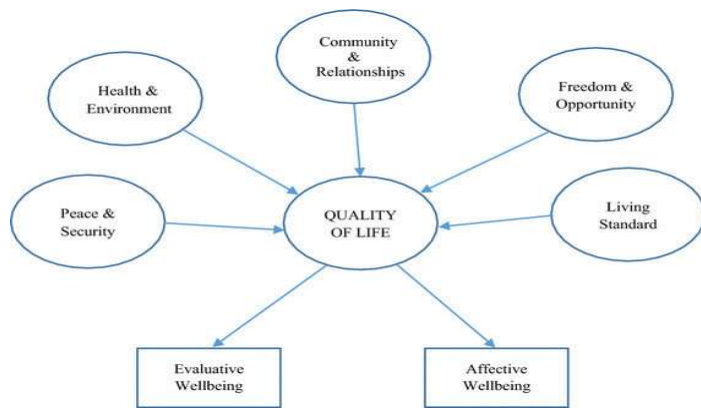 Community
&
Relationships
Health &
Environment
Freedom &
Opportunity
Peace &
Security
QUALITY
OF LIFE
Living
Standard
Evaluative
Wellbeing
Affective
Wellbeing